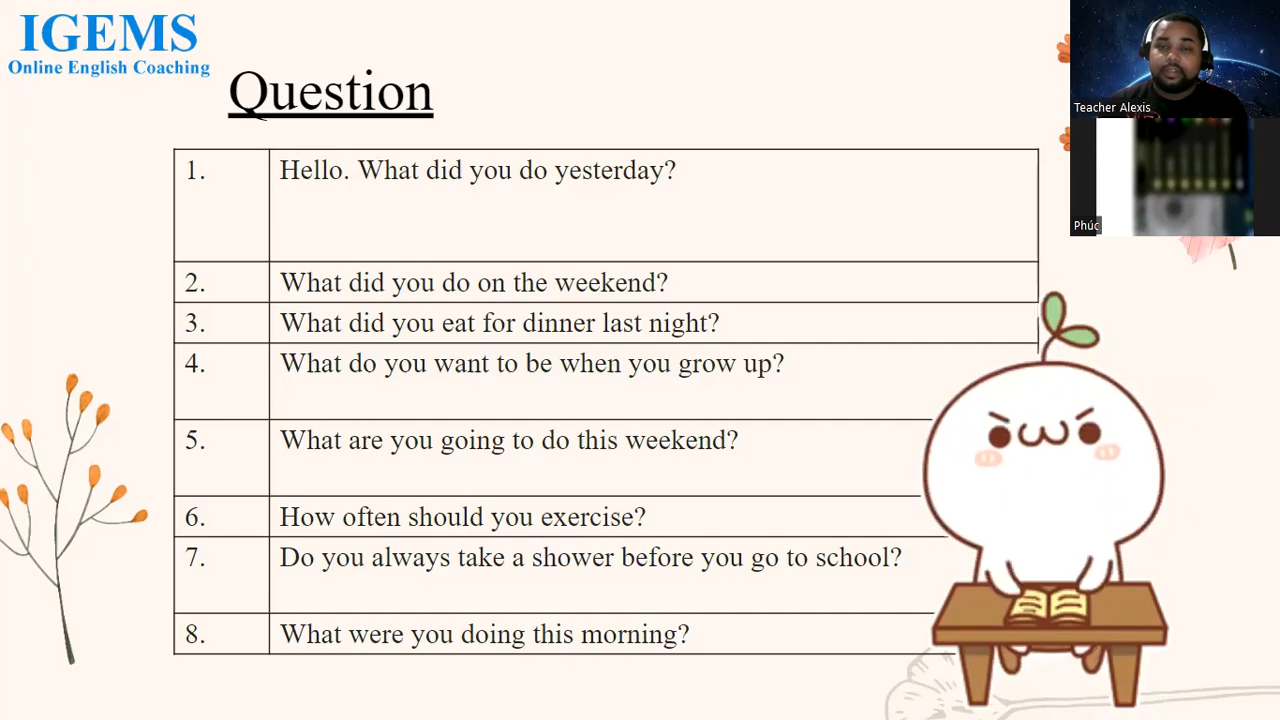 IGEMS
Online English Coaching
Question
1. Hello. What did you do yesterday?
2. What did you do on the weekend?
3. What did you eat for dinner last night?
4. What do you want to be when you grow up?
5. What are you going to do this weekend?
6. How often should you exercise?
7. Do you always take a shower before you go to school?
8. What were you doing this morning?
Teacher Alexis
Phúc